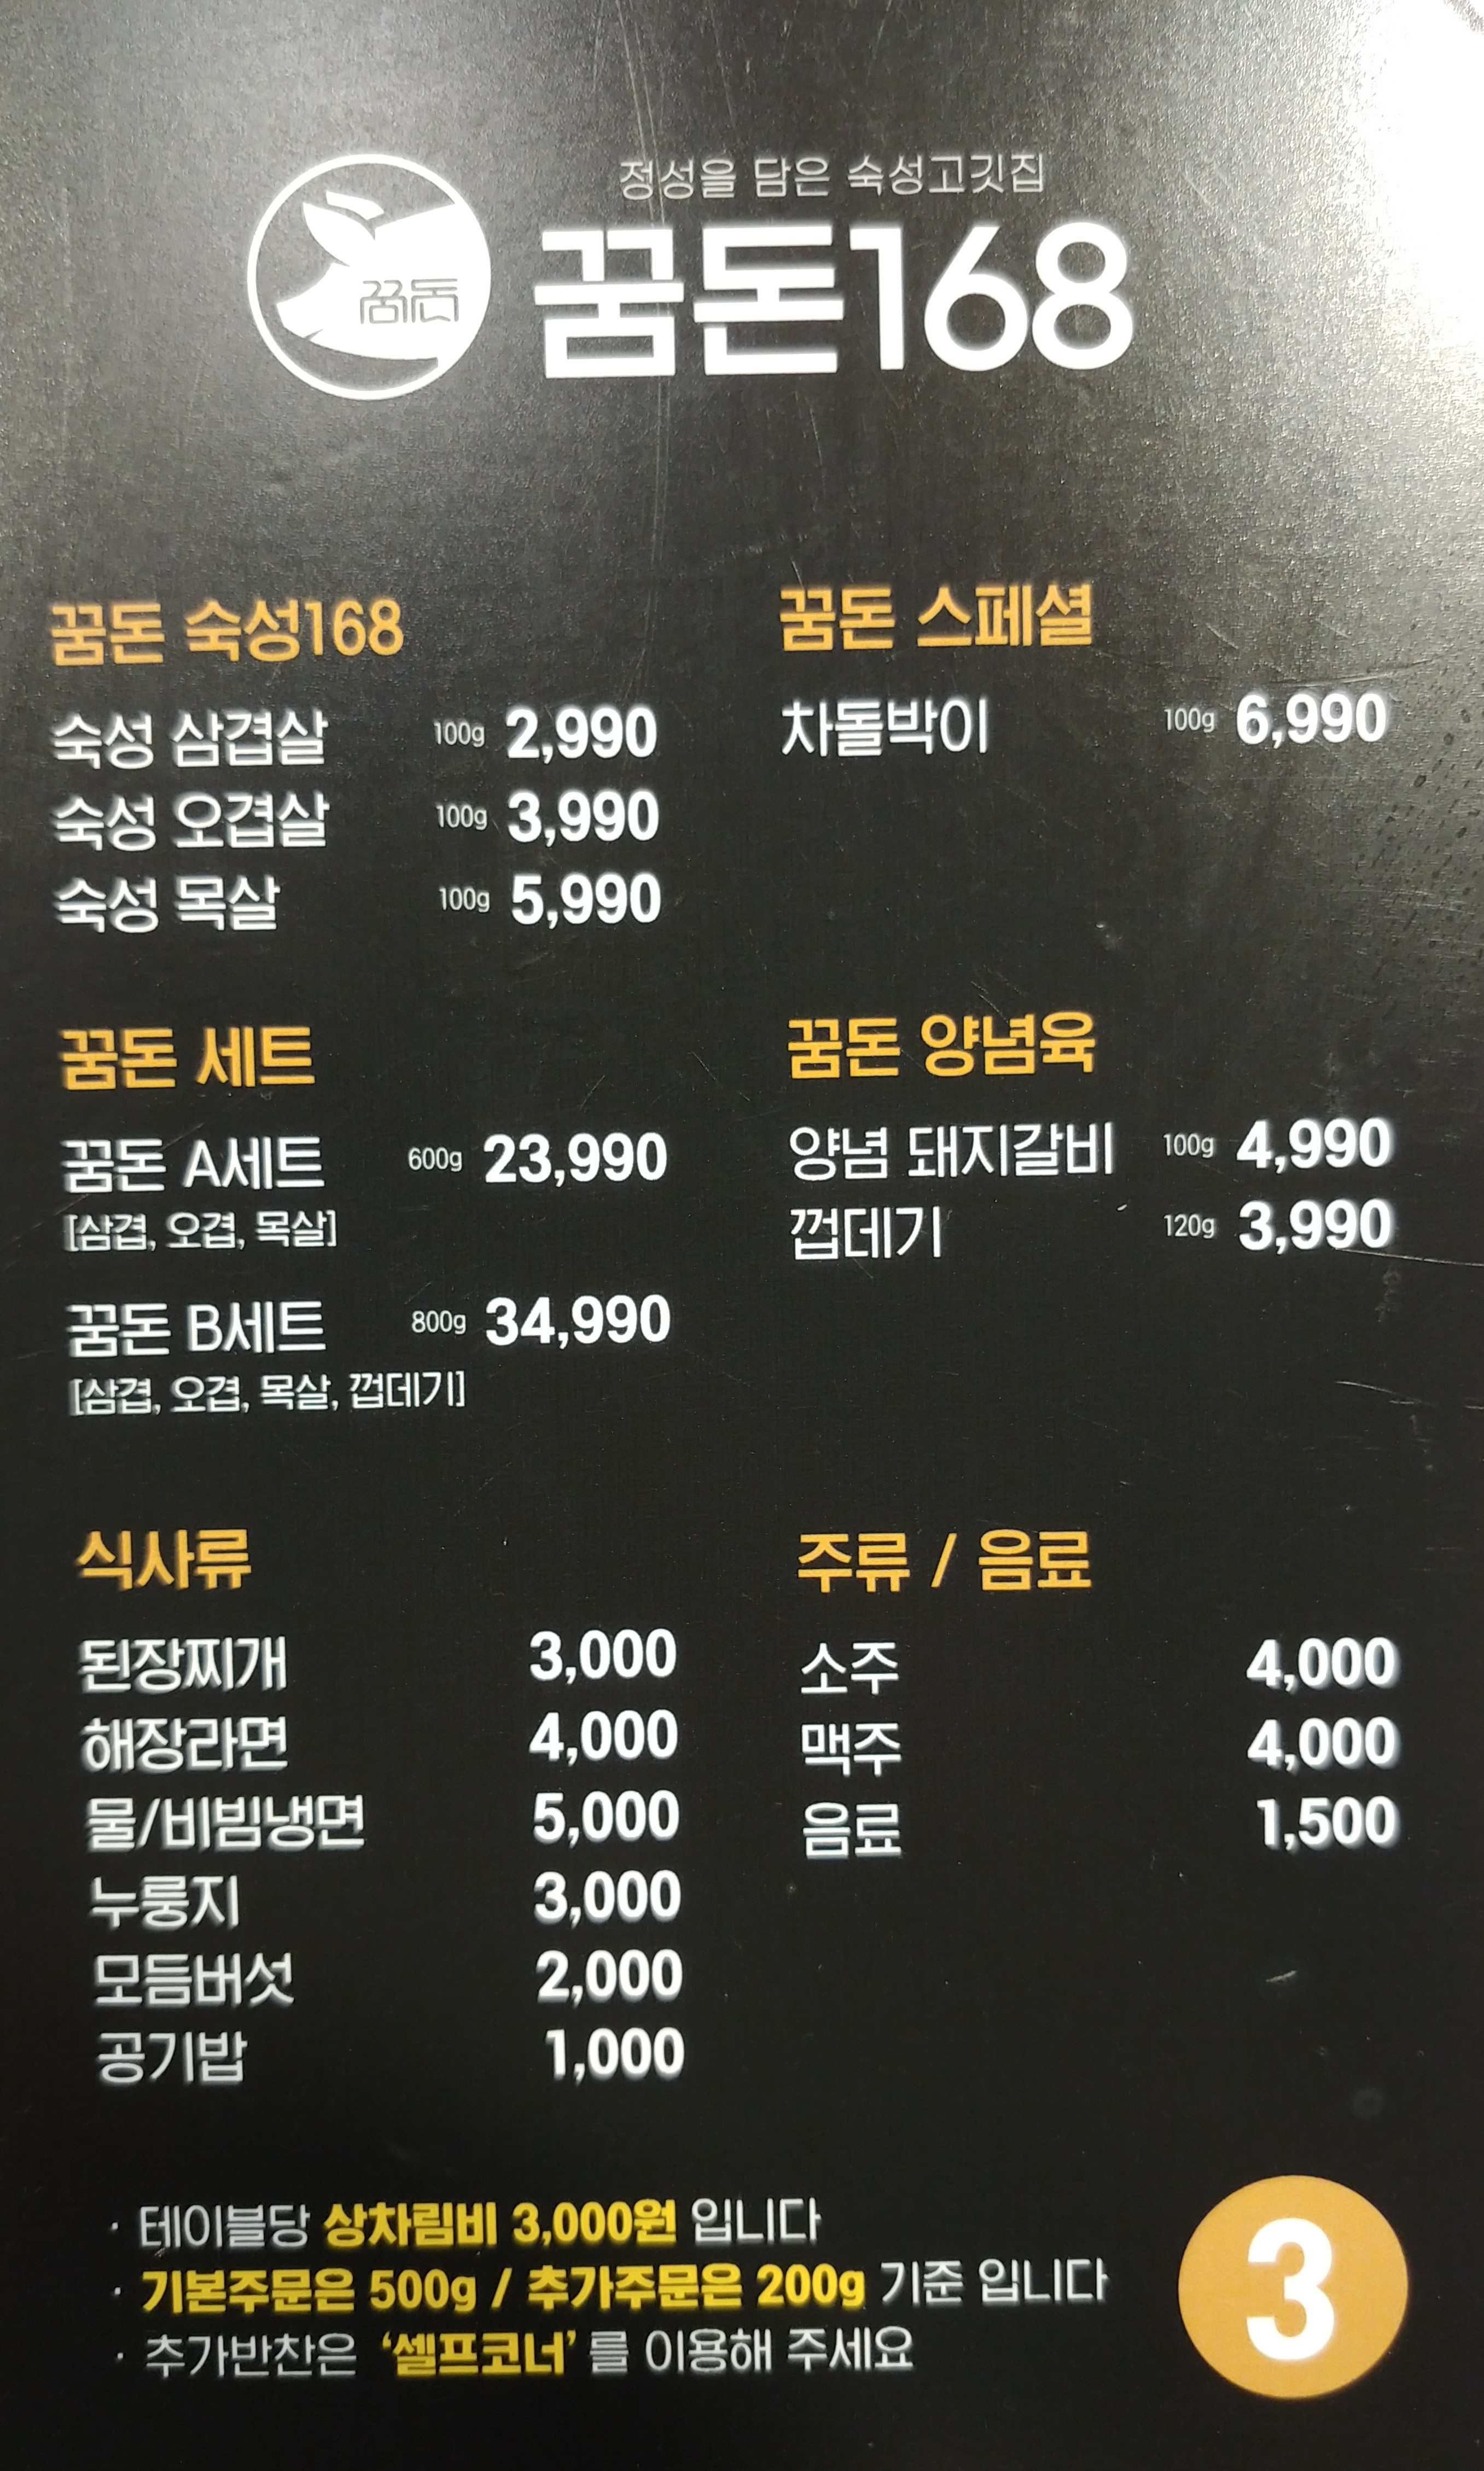 정성을 담은 숙성고깃집
꿈돈
꿈돈168
꿈돈 숙성168
숙성 삼겹살 100g 2,990
숙성 오겹살 100g 3,990
숙성 목살 100g 5,990
꿈돈 스페셜
차돌박이 100g 6,990
꿈돈 세트
꿈돈 A세트 600g 23,990
[삼겹, 오겹, 목살]
꿈돈 B세트 800g 34,990
[삼겹, 오겹, 목살, 껍데기]
꿈돈 양념육
양념 돼지갈비 100g 4,990
껍데기 120g 3,990
식사류
된장찌개 3,000
해장라면 4,000
물/비빔냉면 5,000
누룽지 3,000
모듬버섯 2,000
공기밥 1,000
주류 / 음료
소주 4,000
맥주 4,000
음료 1,500
· 테이블당 상차림비 3,000원 입니다
· 기본주문은 500g / 추가주문은 200g 기준 입니다
· 추가반찬은 ‘셀프코너’ 를 이용해 주세요
3